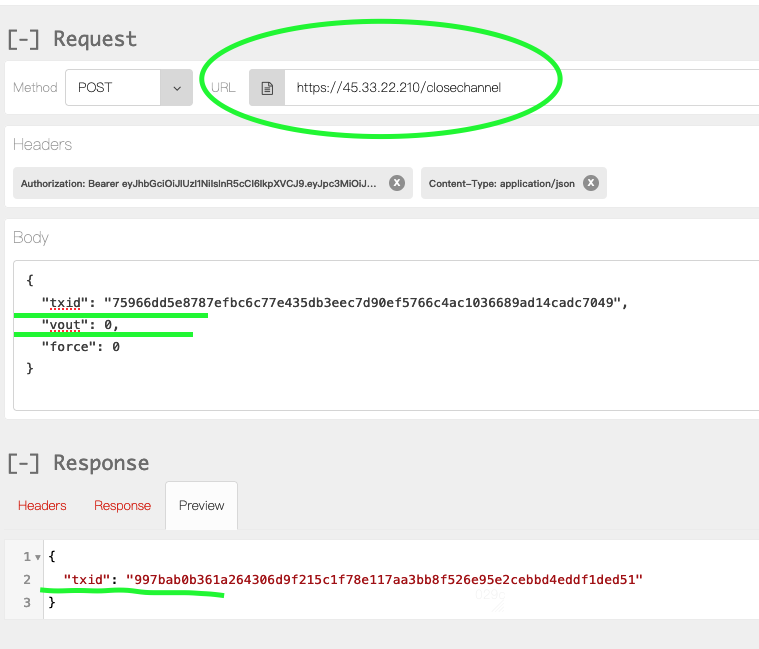 [-] Request
Method POST URL https://45.33.22.210/closechannel
Headers
Authorization: Bearer eyJhbGciOiJIUzI1NiIsInR5cCI6IkpXVCJ9.eyJpc3MiOiJ... X Content-Type: application/json X
Body
{
"txid": "75966dd5e8787efbc6c77e435db3eec7d90ef5766c4ac1036689ad14cadc7049",
"vout": 0,
"force": 0
}
[-] Response
Headers Response Preview
1 {
2 "txid": "997bab0b361a264306d9f215c1f78e117aa3bb8f526e95e2cebbd4eddf1ded51"
3 }